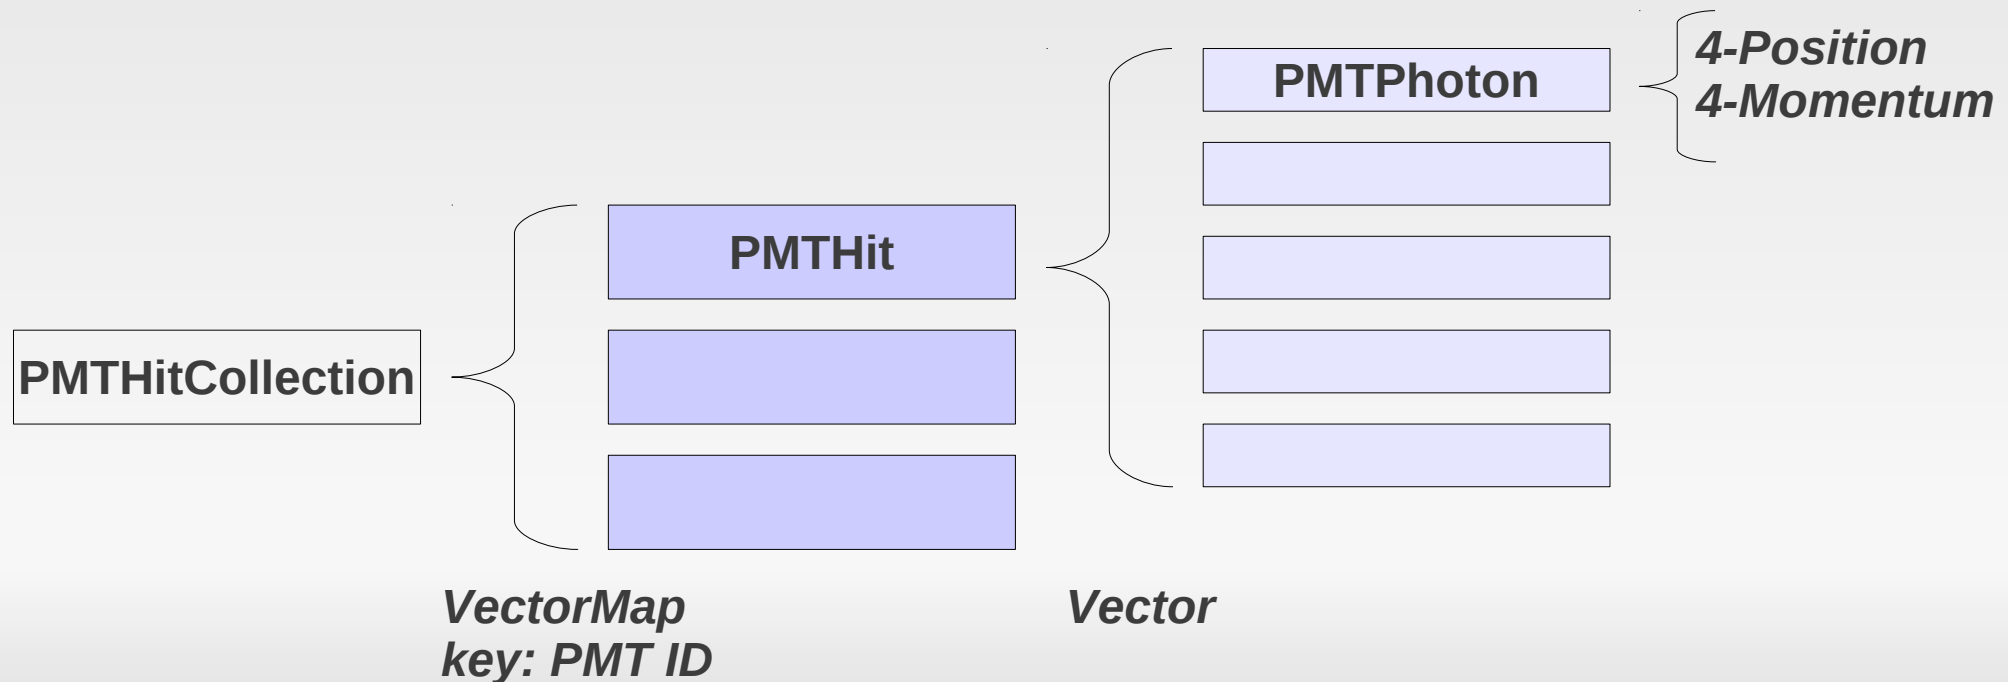 4-Position
4-Momentum
PMTPhoton
PMTHit
PMTHitCollection
VectorMap
key: PMT ID
Vector